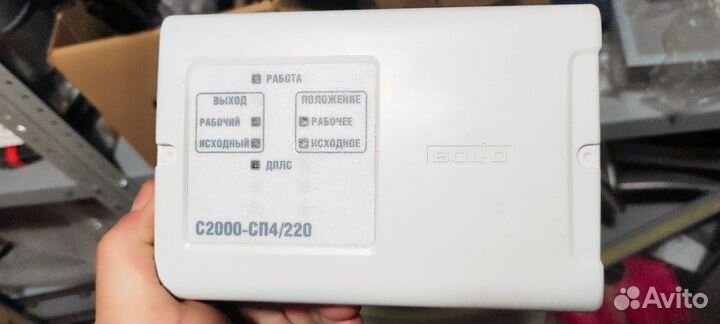 РАБОТА
ВЫХОД ПОЛОЖЕНИЕ
РАБОЧИЙ РАБОЧЕЕ
ИСХОДНЫЙ ИСХОДНОЕ
ДПЛС
BOLID
С2000-СП4/220
Avito